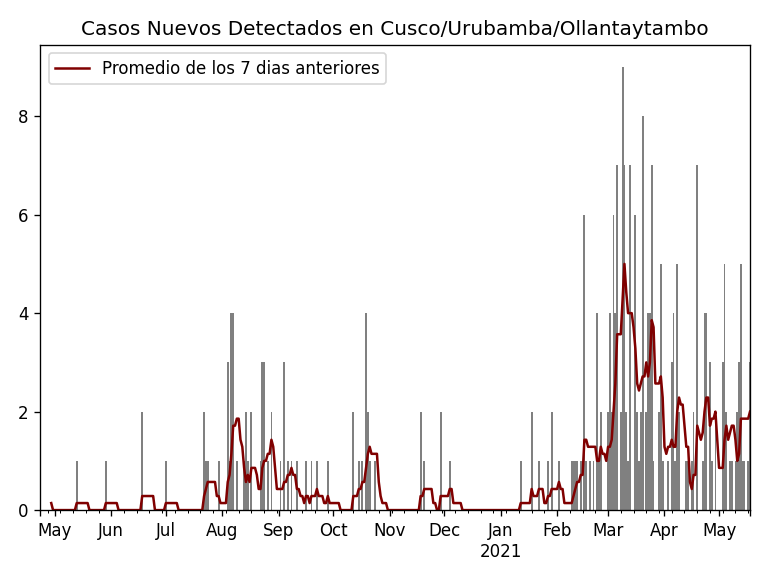 Casos Nuevos Detectados en Cusco/Urubamba/Ollantaytambo
Promedio de los 7 dias anteriores
8
6
4
2
0
May Jun Jul Aug Sep Oct Nov Dec Jan Feb Mar Apr May
2021